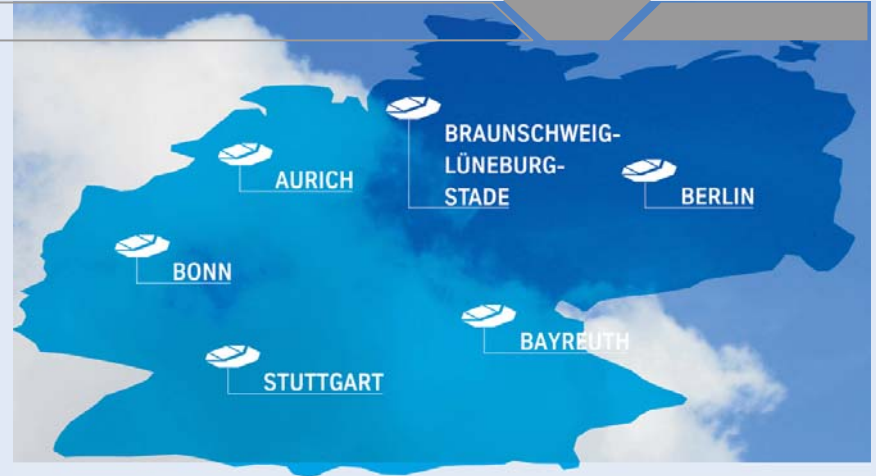 BRAUNSCHWEIG-
LÜNEBURG-
STADE
AURICH
BERLIN
BONN
BAYREUTH
STUTTGART